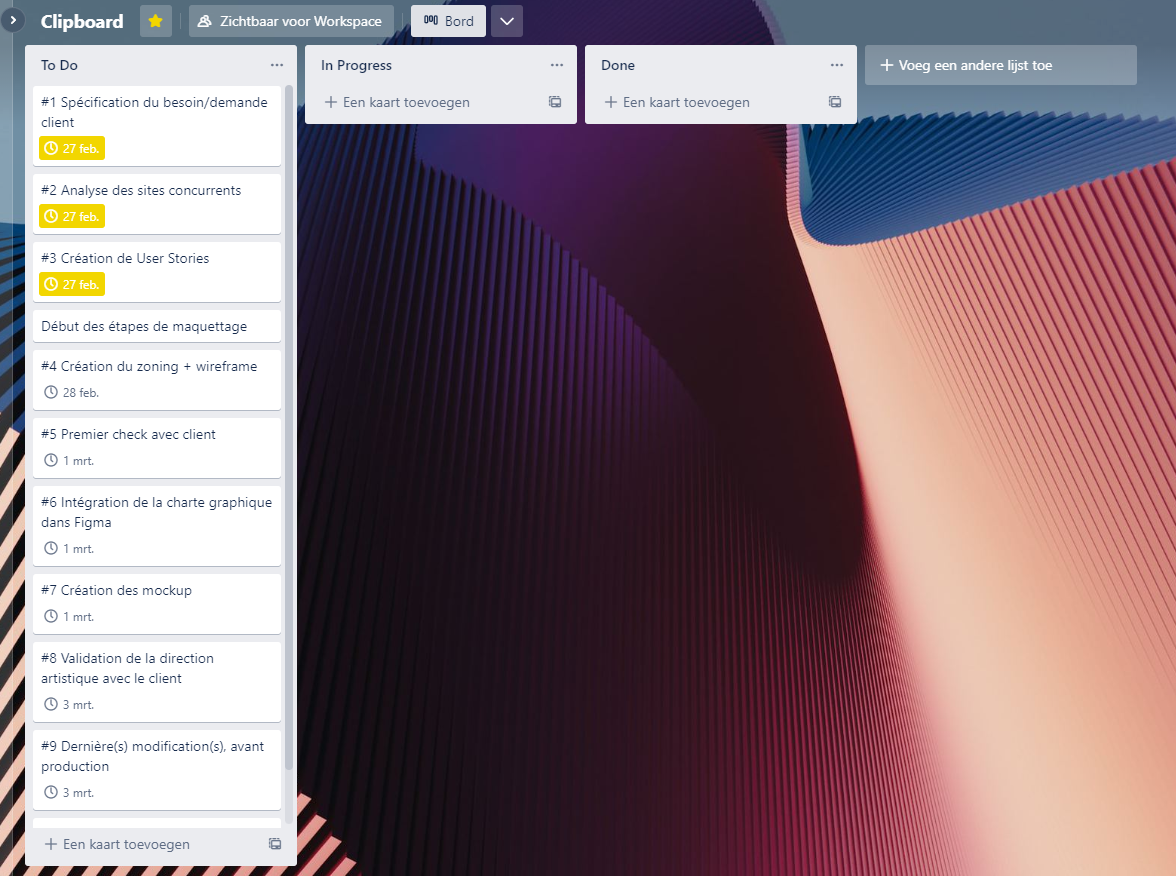 Clipboard
Zichtbaar voor Workspace
Bord
To Do
#1 Spécification du besoin/demande
client
27 feb.
#2 Analyse des sites concurrents
27 feb.
#3 Création de User Stories
27 feb.
Début des étapes de maquettage
#4 Création du zoning + wireframe
28 feb.
#5 Premier check avec client
1 mrt.
#6 Intégration de la charte graphique
dans Figma
1 mrt.
#7 Création des mockup
1 mrt.
#8 Validation de la direction
artistique avec le client
3 mrt.
#9 Dernière(s) modification(s), avant
production
3 mrt.
+ Een kaart toevoegen
In Progress
+ Een kaart toevoegen
Done
+ Een kaart toevoegen
+ Voeg een andere lijst toe